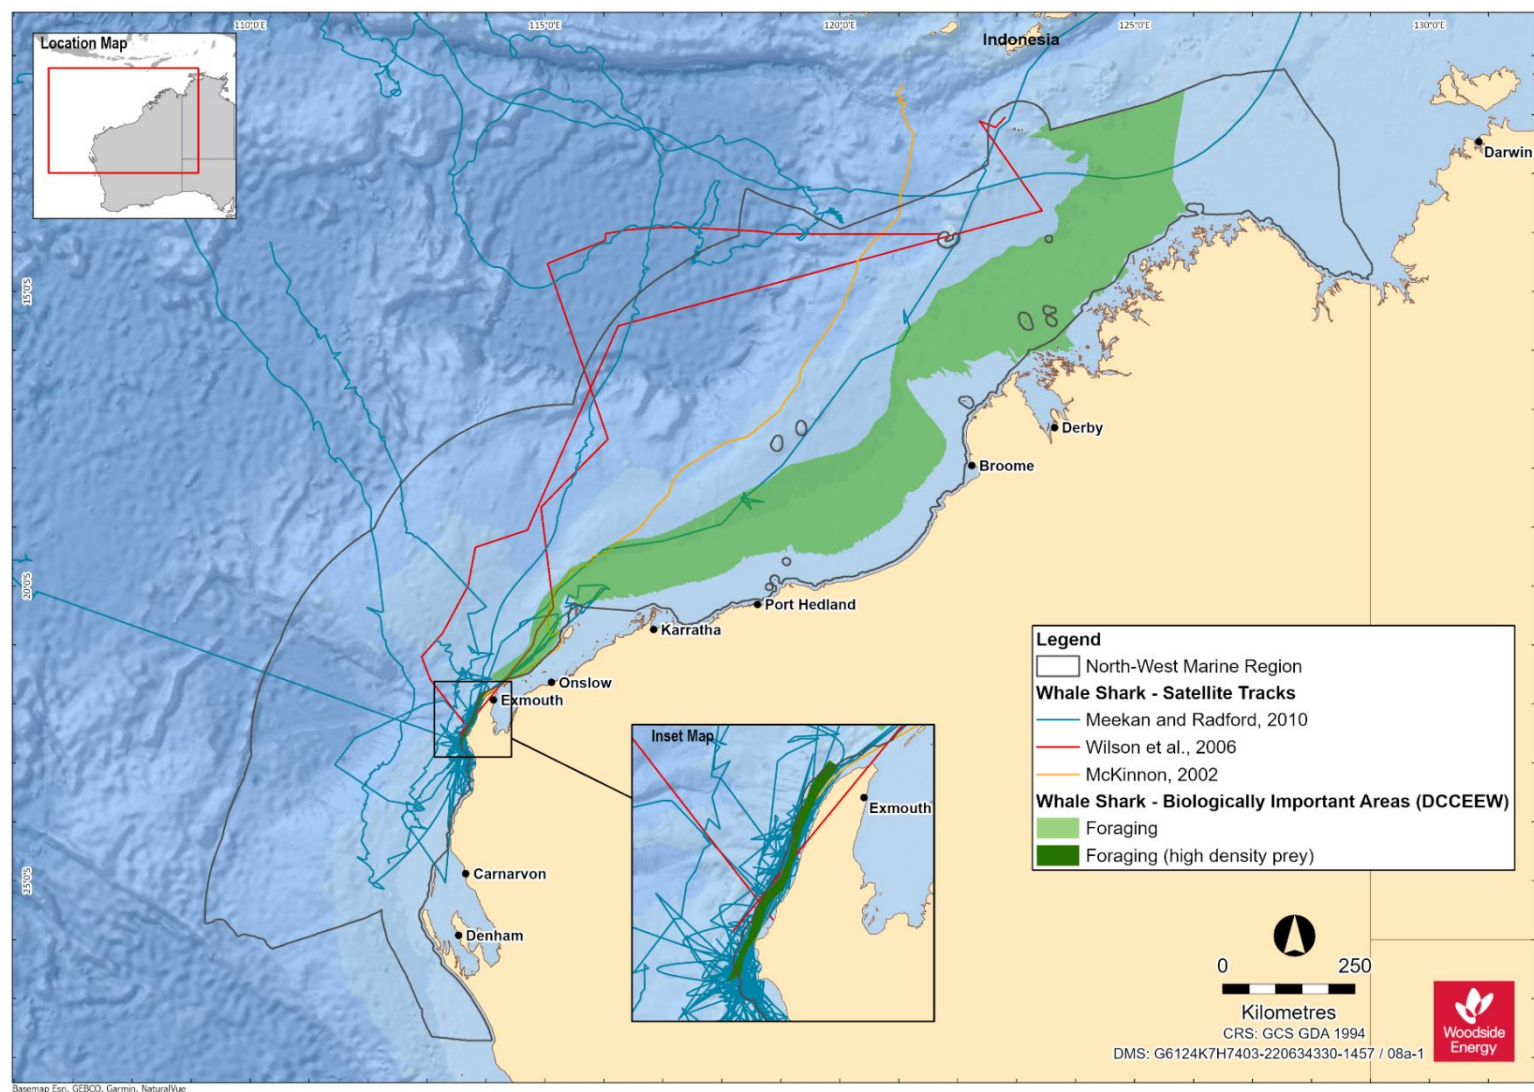 110°0'E 115°0'E 120°0'E 125°0'E 130°0'E
Location Map
Indonesia
Darwin
15°0'S
Derby
Broome
20°0'S
Port Hedland
Karratha
Onslow
Exmouth
25°0'S
Carnarvon
Denham
Inset Map
Exmouth
Legend
North-West Marine Region
Whale Shark - Satellite Tracks
Meekan and Radford, 2010
Wilson et al., 2006
McKinnon, 2002
Whale Shark - Biologically Important Areas (DCCEEW)
Foraging
Foraging (high density prey)
0 250
Kilometres
CRS: GCS GDA 1994
DMS: G6124K7H7403-220634330-1457 / 08a-1
Woodside
Energy
Basemap Esri, GEBCO, Garmin, NaturalVue